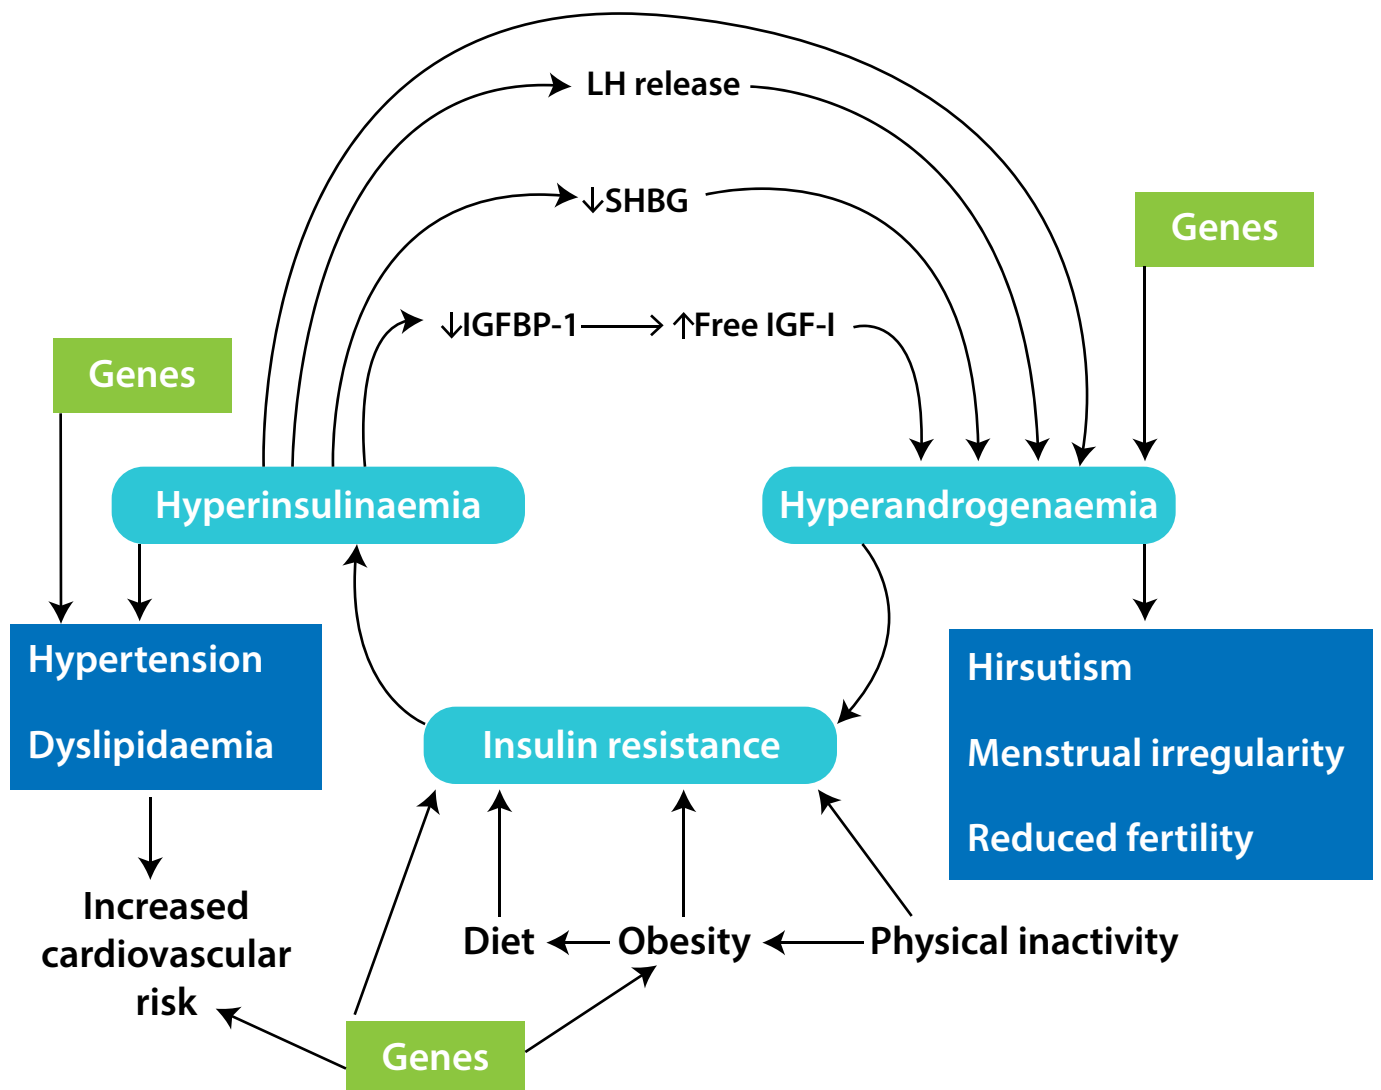 LH release
↓SHBG
Genes
↓IGFBP-1
↑Free IGF-I
Genes
Hyperinsulinaemia
Hyperandrogenaemia
Hypertension
Dyslipidaemia
Insulin resistance
Hirsutism
Menstrual irregularity
Reduced fertility
Increased
cardiovascular
risk
Diet
Obesity
Physical inactivity
Genes